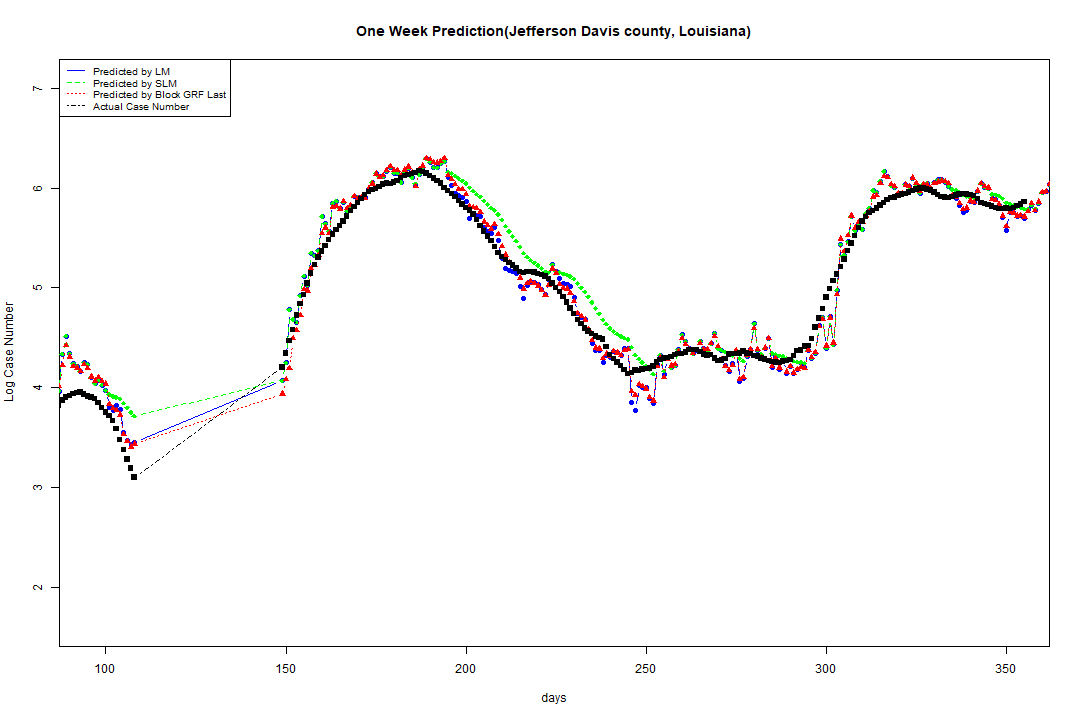 One Week Prediction(Jefferson Davis county, Louisiana)
Predicted by LM
Predicted by SLM
Predicted by Block GRF Last
Actual Case Number
Log Case Number
7
6
5
4
3
2
100 150 200 250 300 350
days